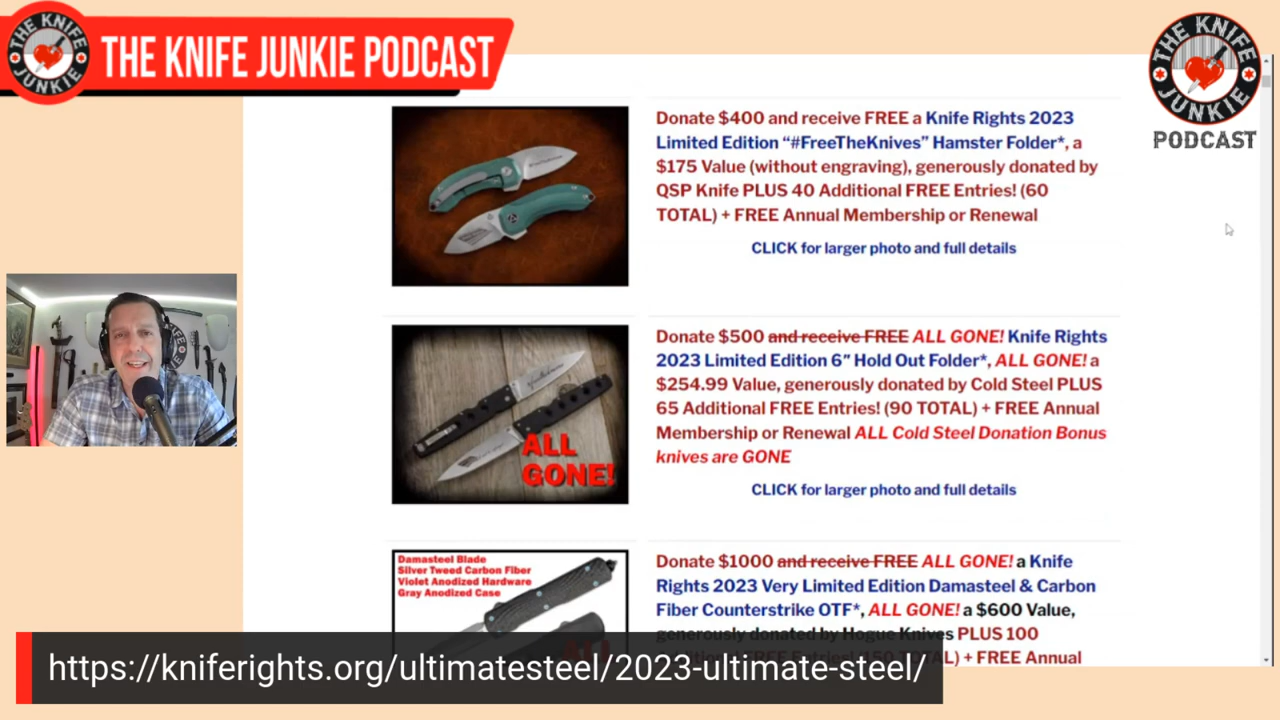 THE KNIFE JUNKIE
THE KNIFE JUNKIE PODCAST
THE KNIFE JUNKIE
PODCAST
Donate $400 and receive FREE a Knife Rights 2023
Limited Edition “#FreeTheKnives” Hamster Folder*, a
$175 Value (without engraving), generously donated by
QSP Knife PLUS 40 Additional FREE Entries! (60
TOTAL) + FREE Annual Membership or Renewal
CLICK for larger photo and full details
Donate $500 and receive FREE ALL GONE! Knife Rights
2023 Limited Edition 6″ Hold Out Folder*, ALL GONE! a
$254.99 Value, generously donated by Cold Steel PLUS
65 Additional FREE Entries! (90 TOTAL) + FREE Annual
Membership or Renewal ALL Cold Steel Donation Bonus
knives are GONE
ALL
GONE!
CLICK for larger photo and full details
Damasteel Blade
Silver Tweed Carbon Fiber
Violet Anodized Hardware
Gray Anodized Case
Donate $1000 and receive FREE ALL GONE! a Knife
Rights 2023 Very Limited Edition Damasteel & Carbon
Fiber Counterstrike OTF*, ALL GONE! a $600 Value,
generously donated by Hogue Knives PLUS 100
Additional FREE Entries! (150 TOTAL) + FREE Annual
https://kniferights.org/ultimatesteel/2023-ultimate-steel/